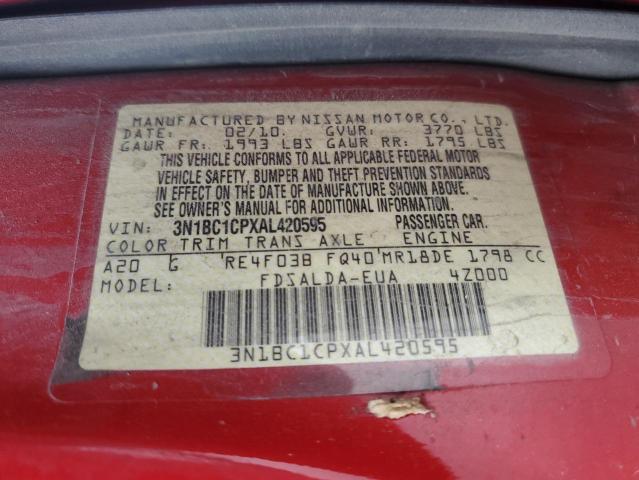 MANUFACTURED BY NISSAN MOTOR CO., LTD.
DATE: 02/10. GVWR: 3770 LBS
GAWR FR: 1993 LBS GAWR RR: 1795 LBS
THIS VEHICLE CONFORMS TO ALL APPLICABLE FEDERAL MOTOR
VEHICLE SAFETY, BUMPER AND THEFT PREVENTION STANDARDS
IN EFFECT ON THE DATE OF MANUFACTURE SHOWN ABOVE.
SEE OWNER'S MANUAL FOR ADDITIONAL INFORMATION.
VIN: 3N1BC1CPXAL420595 PASSENGER CAR.
COLOR TRIM TRANS AXLE ENGINE
A20 G RE4F03B FQ40 MR18DE 1798 CC
MODEL: FDSALDA-EUA 4Z000
3N1BC1CPXAL420595